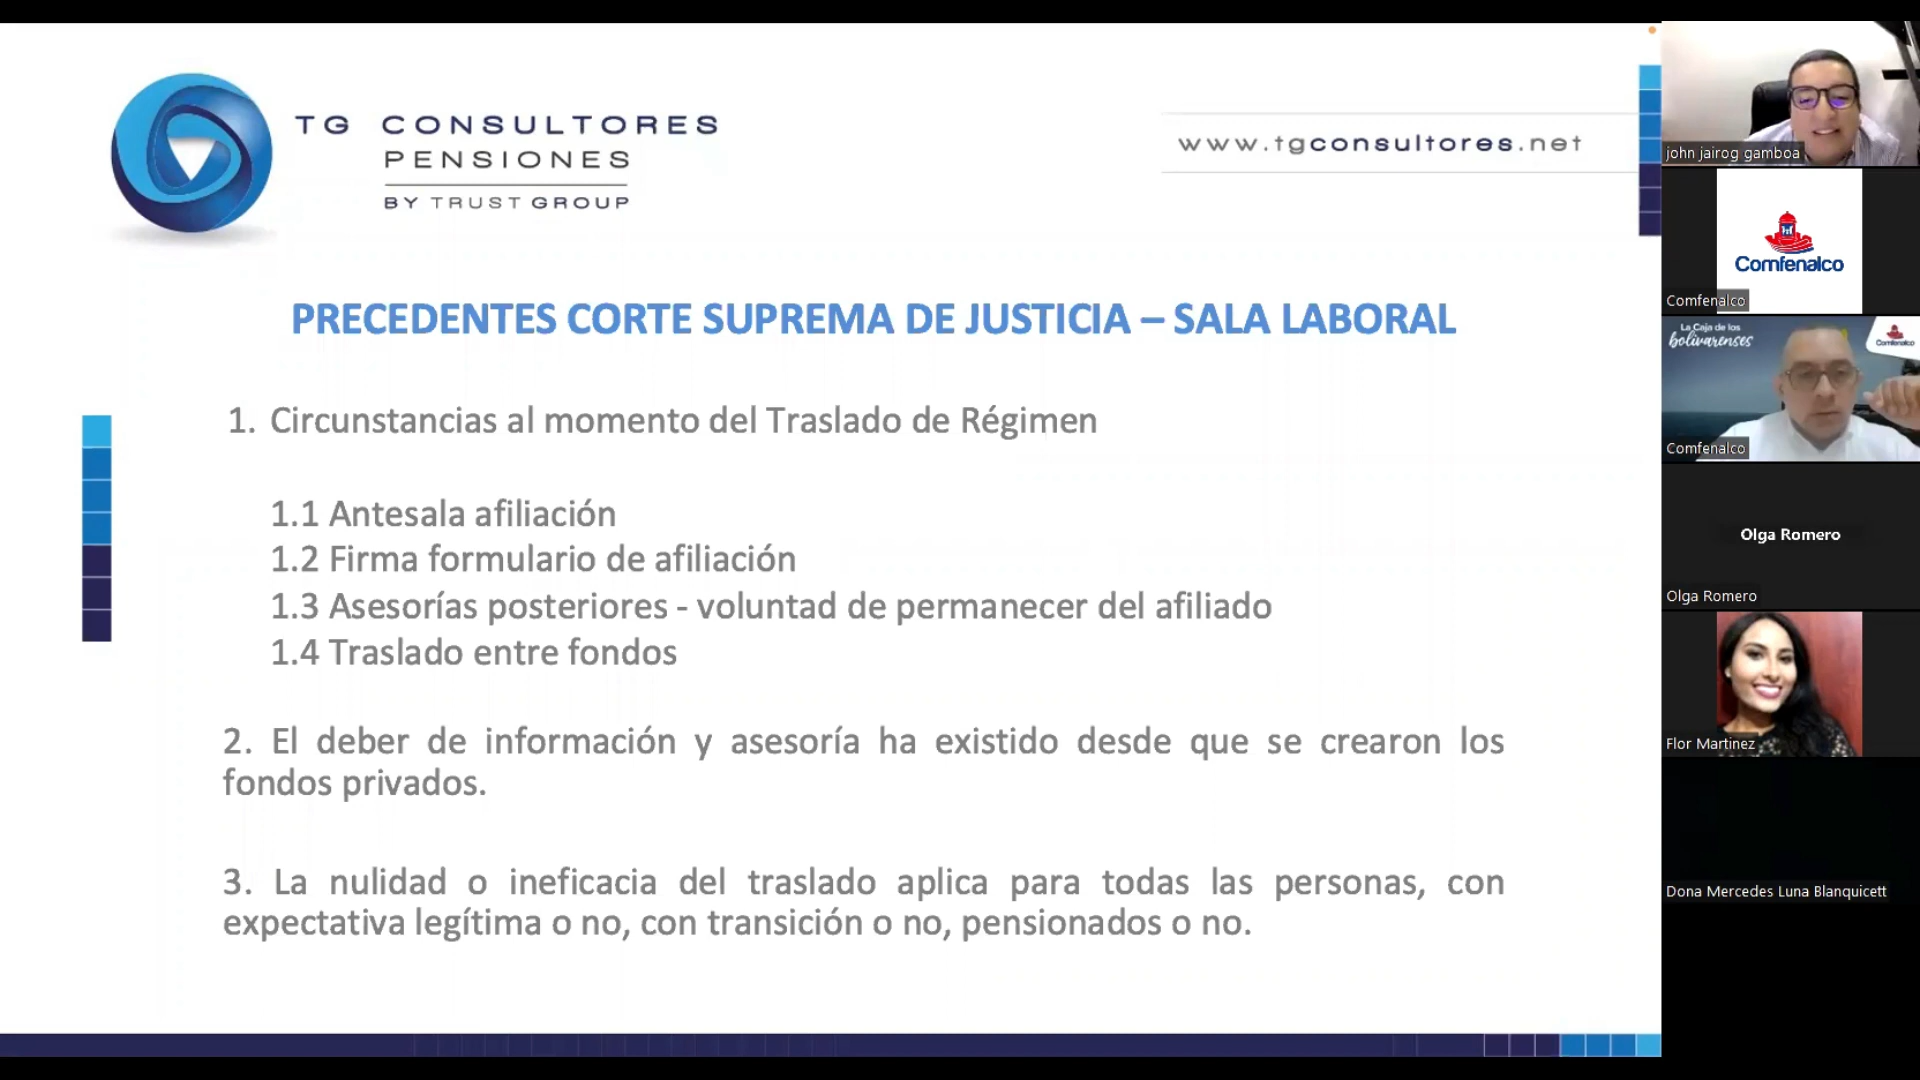 TG CONSULTORES
PENSIONES
BY TRUST GROUP
www.tgconsultores.net
PRECEDENTES CORTE SUPREMA DE JUSTICIA – SALA LABORAL
1. Circunstancias al momento del Traslado de Régimen
1.1 Antesala afiliación
1.2 Firma formulario de afiliación
1.3 Asesorías posteriores - voluntad de permanecer del afiliado
1.4 Traslado entre fondos
2. El deber de información y asesoría ha existido desde que se crearon los
fondos privados.
3. La nulidad o ineficacia del traslado aplica para todas las personas, con
expectativa legítima o no, con transición o no, pensionados o no.
john jairog gamboa
Comfenalco
Comfenalco
La Caja de los
bolivarenses
Comfenalco
Comfenalco
Olga Romero
Olga Romero
Flor Martinez
Dona Mercedes Luna Blanquicett